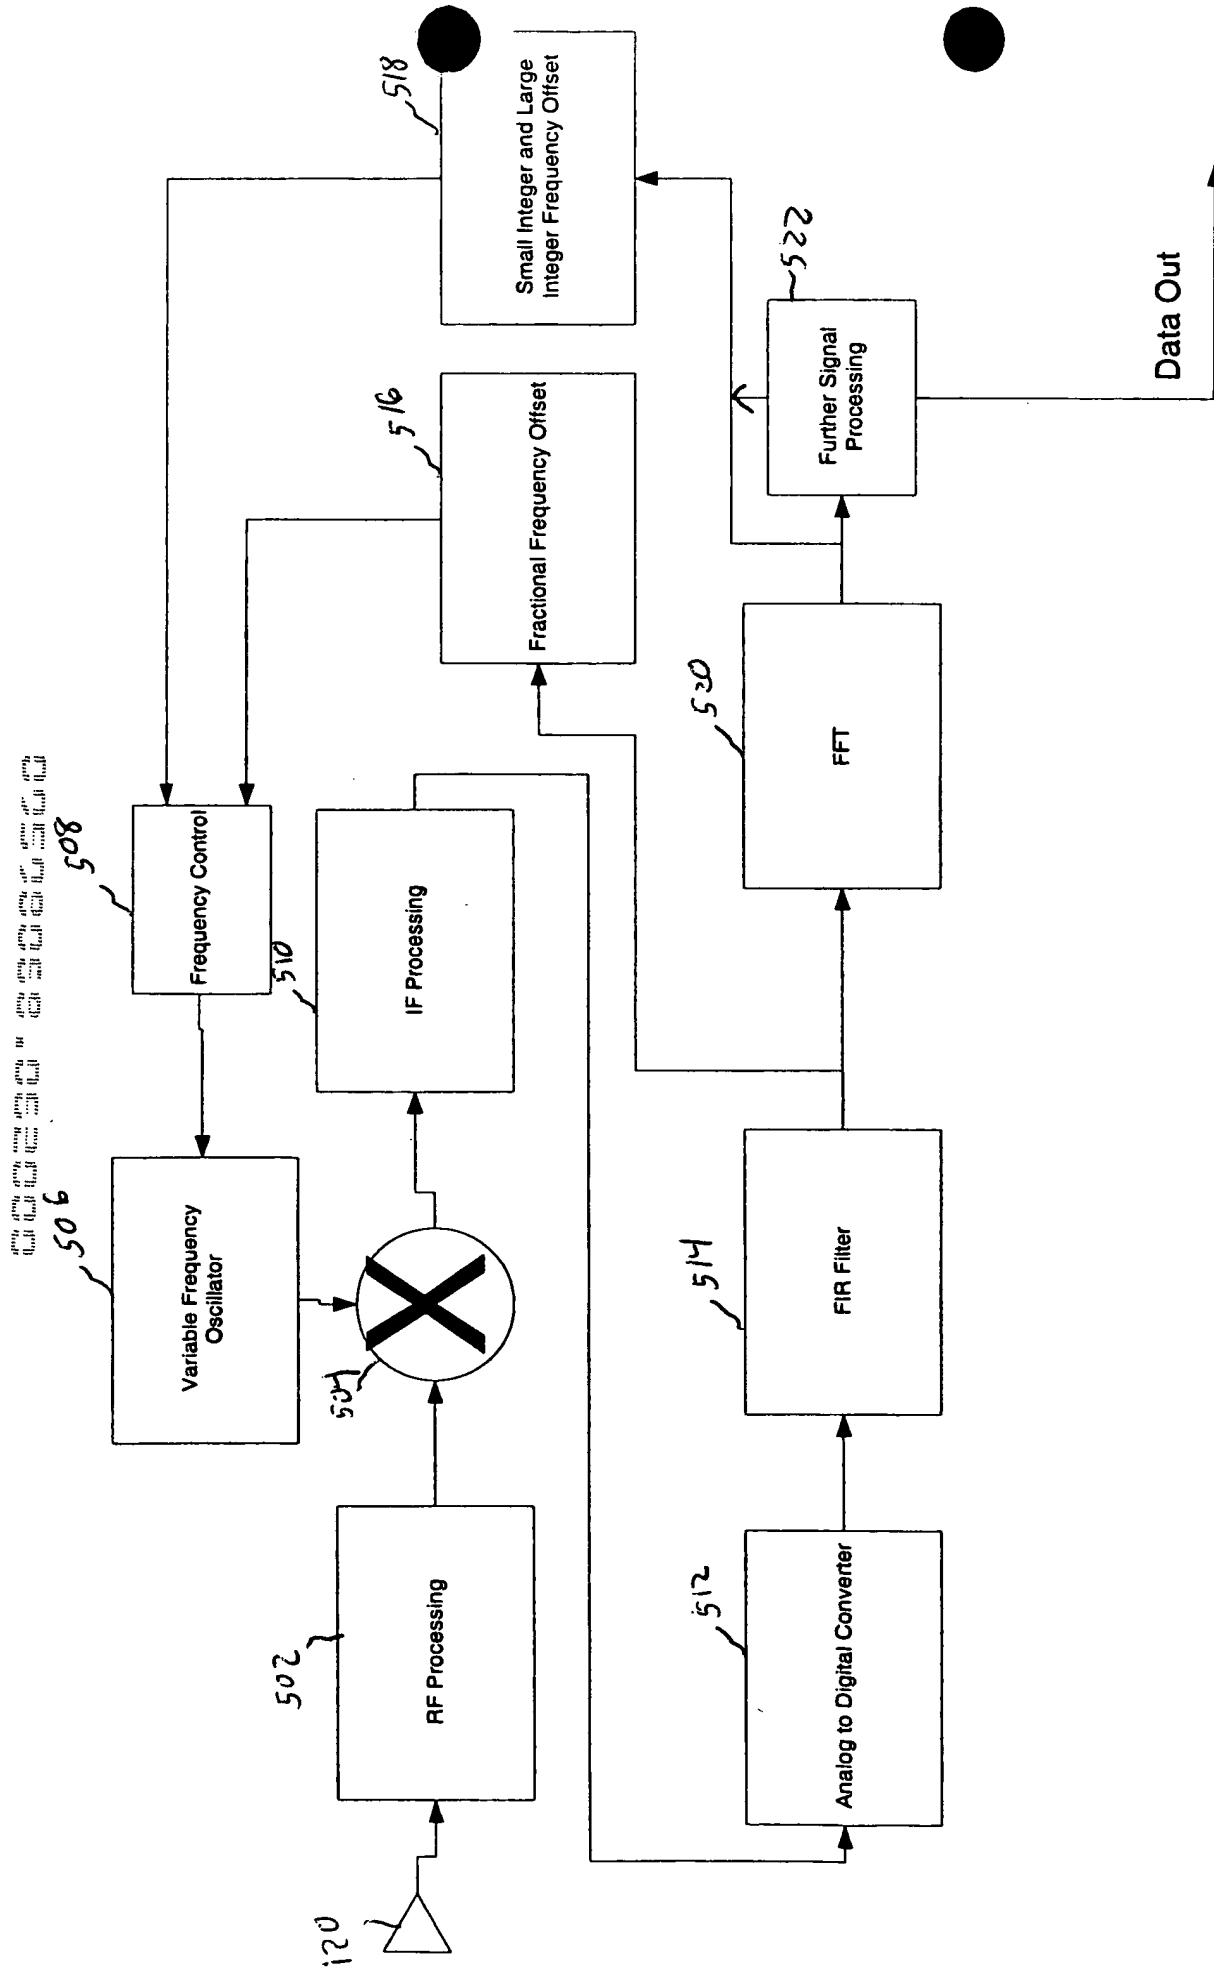 508
Frequency Control
518
Small Integer and Large
Integer Frequency Offset
516
Fractional Frequency Offset
506
Variable Frequency
Oscillator
510
IF Processing
504
502
RF Processing
120
512
Analog to Digital Converter
514
FIR Filter
520
FFT
522
Further Signal
Processing
Data Out